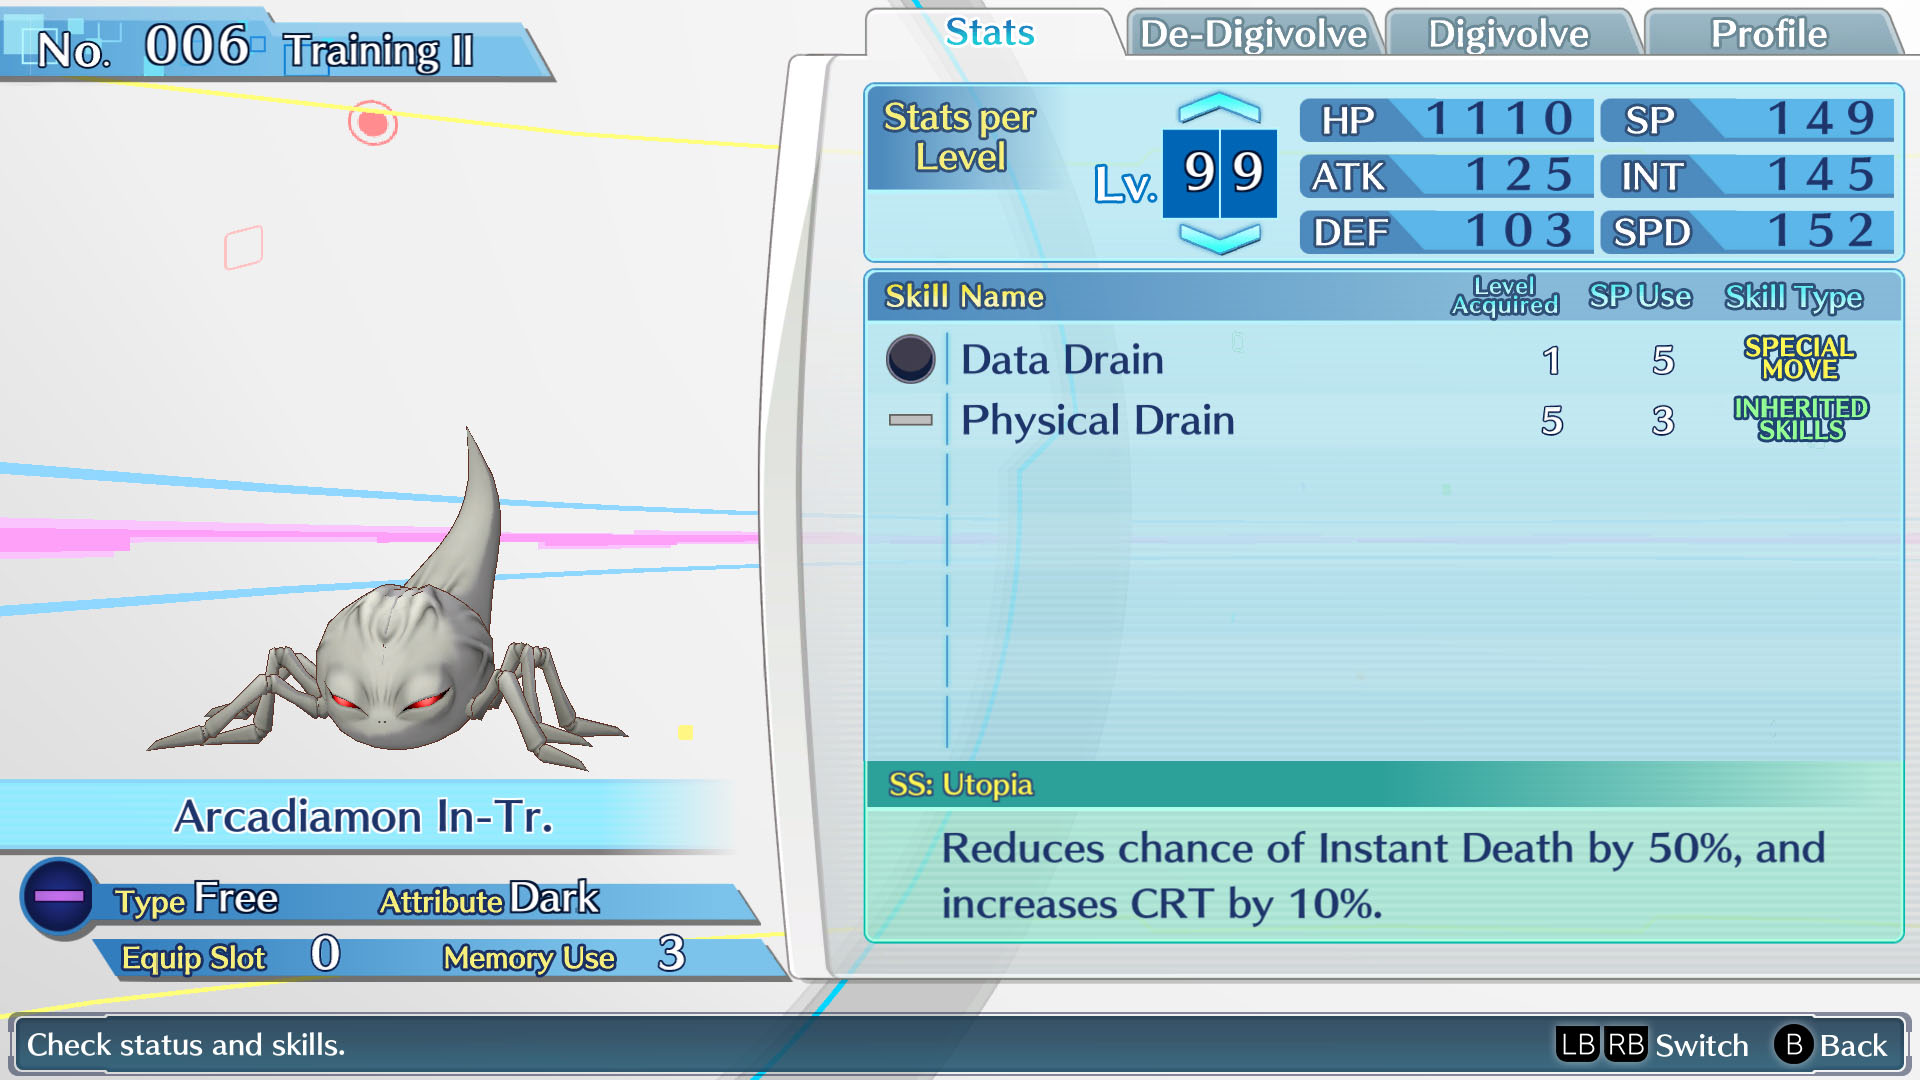 No. 006 Training II
Stats
De-Digivolve
Digivolve
Profile
Stats per
Level
Lv. 99
HP 1110
SP 149
ATK 125
INT 145
DEF 103
SPD 152
Skill Name
Level
Acquired
SP Use
Skill Type
Data Drain 1 5 SPECIAL
MOVE
Physical Drain 5 3 INHERITED
SKILLS
SS: Utopia
Reduces chance of Instant Death by 50%, and
increases CRT by 10%.
Arcadiamon In-Tr.
Type Free Attribute Dark
Equip Slot 0 Memory Use 3
Check status and skills.
LB RB Switch B Back